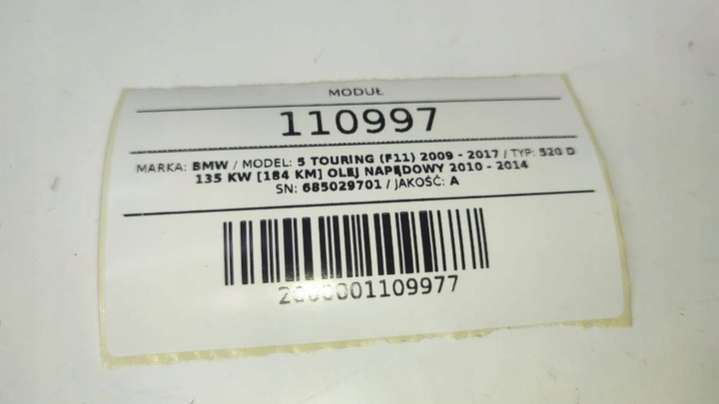 MODUŁ
110997
MARKA: BMW / MODEL: 5 TOURING (F11) 2009 - 2017 / TYP: 520 D
135 KW [184 KM] OLEJ NAPĘDOWY 2010 - 2014
SN: 685029701 / JAKOŚĆ: A
2000001109977